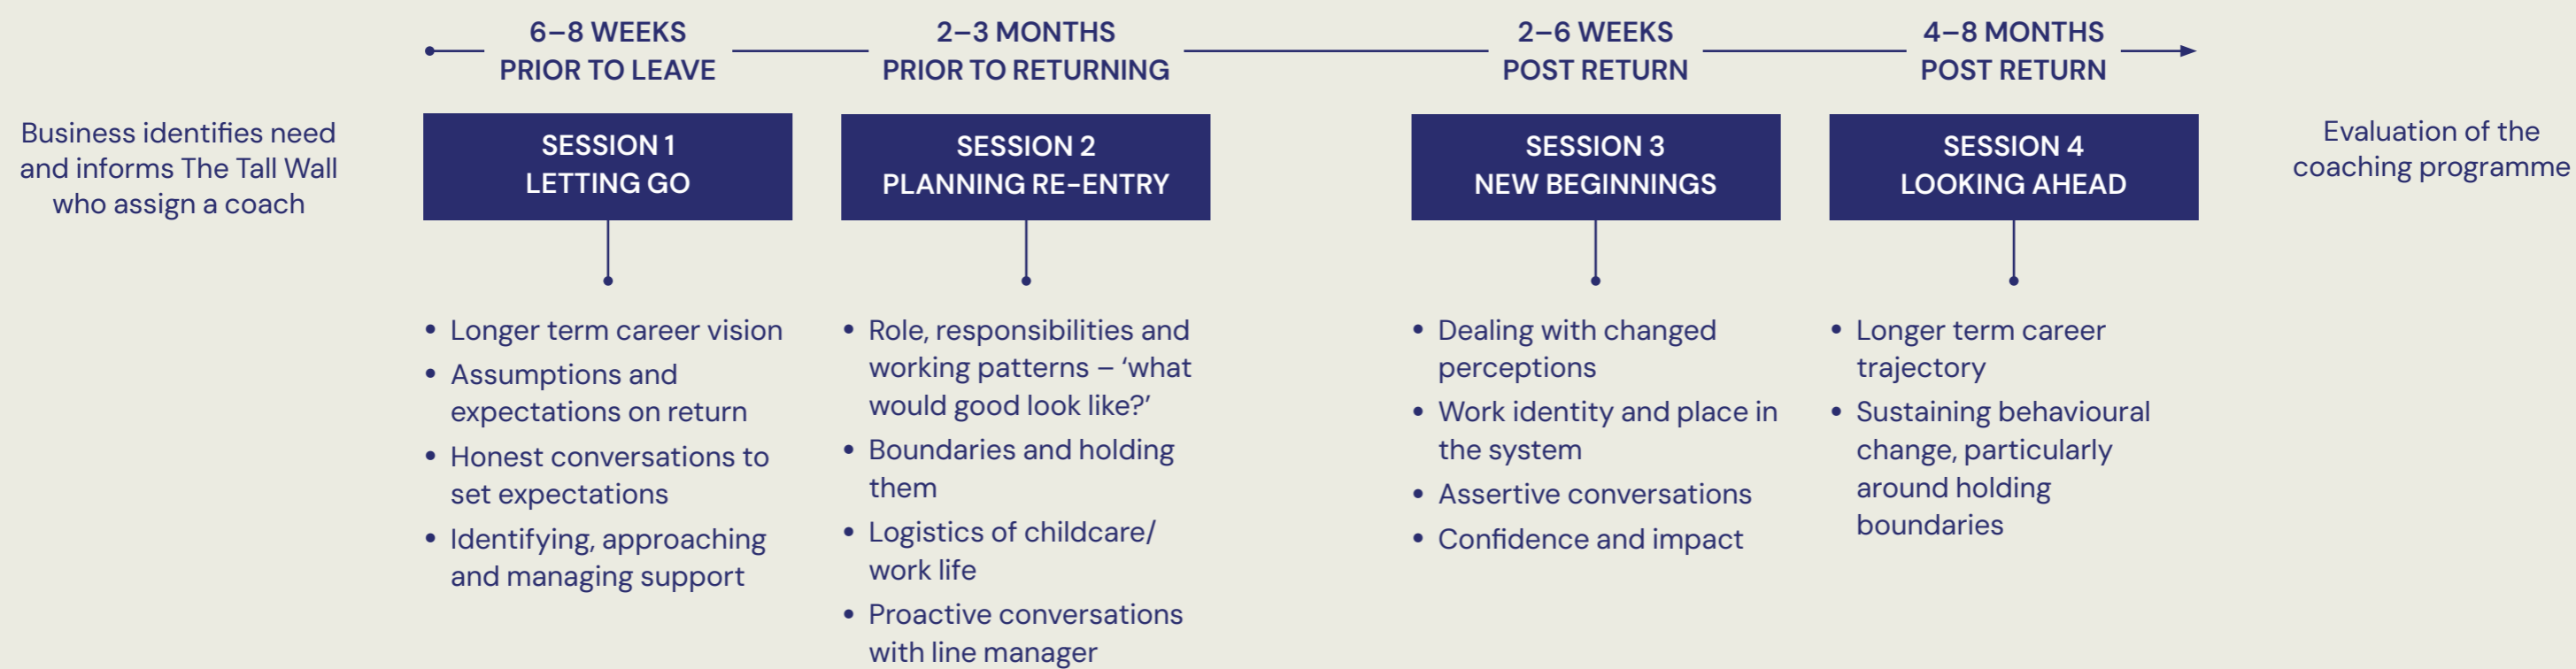 6–8 WEEKS
PRIOR TO LEAVE
2–3 MONTHS
PRIOR TO RETURNING
2–6 WEEKS
POST RETURN
4–8 MONTHS
POST RETURN
Business identifies need
and informs The Tall Wall
who assign a coach
SESSION 1
LETTING GO
• Longer term career vision
• Assumptions and
expectations on return
• Honest conversations to
set expectations
• Identifying, approaching
and managing support
SESSION 2
PLANNING RE-ENTRY
• Role, responsibilities and
working patterns – ‘what
would good look like?’
• Boundaries and holding
them
• Logistics of childcare/
work life
• Proactive conversations
with line manager
SESSION 3
NEW BEGINNINGS
• Dealing with changed
perceptions
• Work identity and place in
the system
• Assertive conversations
• Confidence and impact
SESSION 4
LOOKING AHEAD
• Longer term career
trajectory
• Sustaining behavioural
change, particularly
around holding
boundaries
Evaluation of the
coaching programme